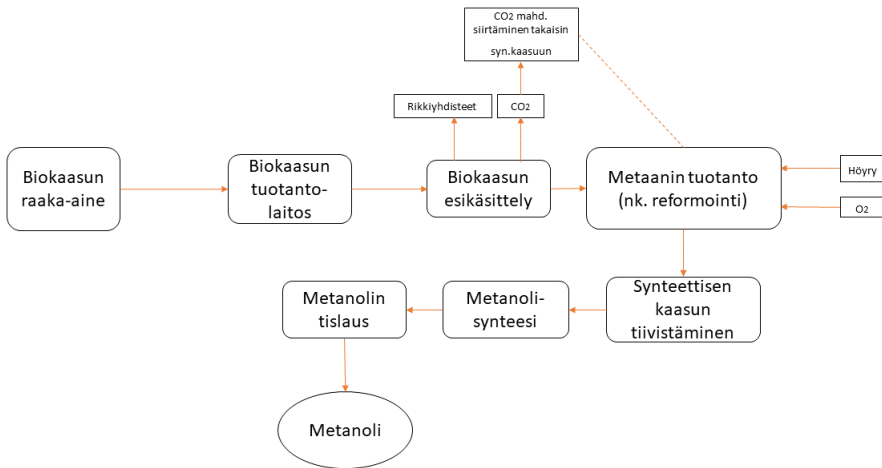 CO2 mahd.
siirtäminen takaisin
syn.kaasuun
Rikkiyhdisteet
CO2
Biokaasun
raaka-aine
Biokaasun
tuotanto-
laitos
Biokaasun
esikäsittely
Metaanin tuotanto
(nk. reformointi)
Höyry
O2
Metanolin
tislaus
Metanoli-
synteesi
Synteettisen
kaasun
tiivistäminen
Metanoli